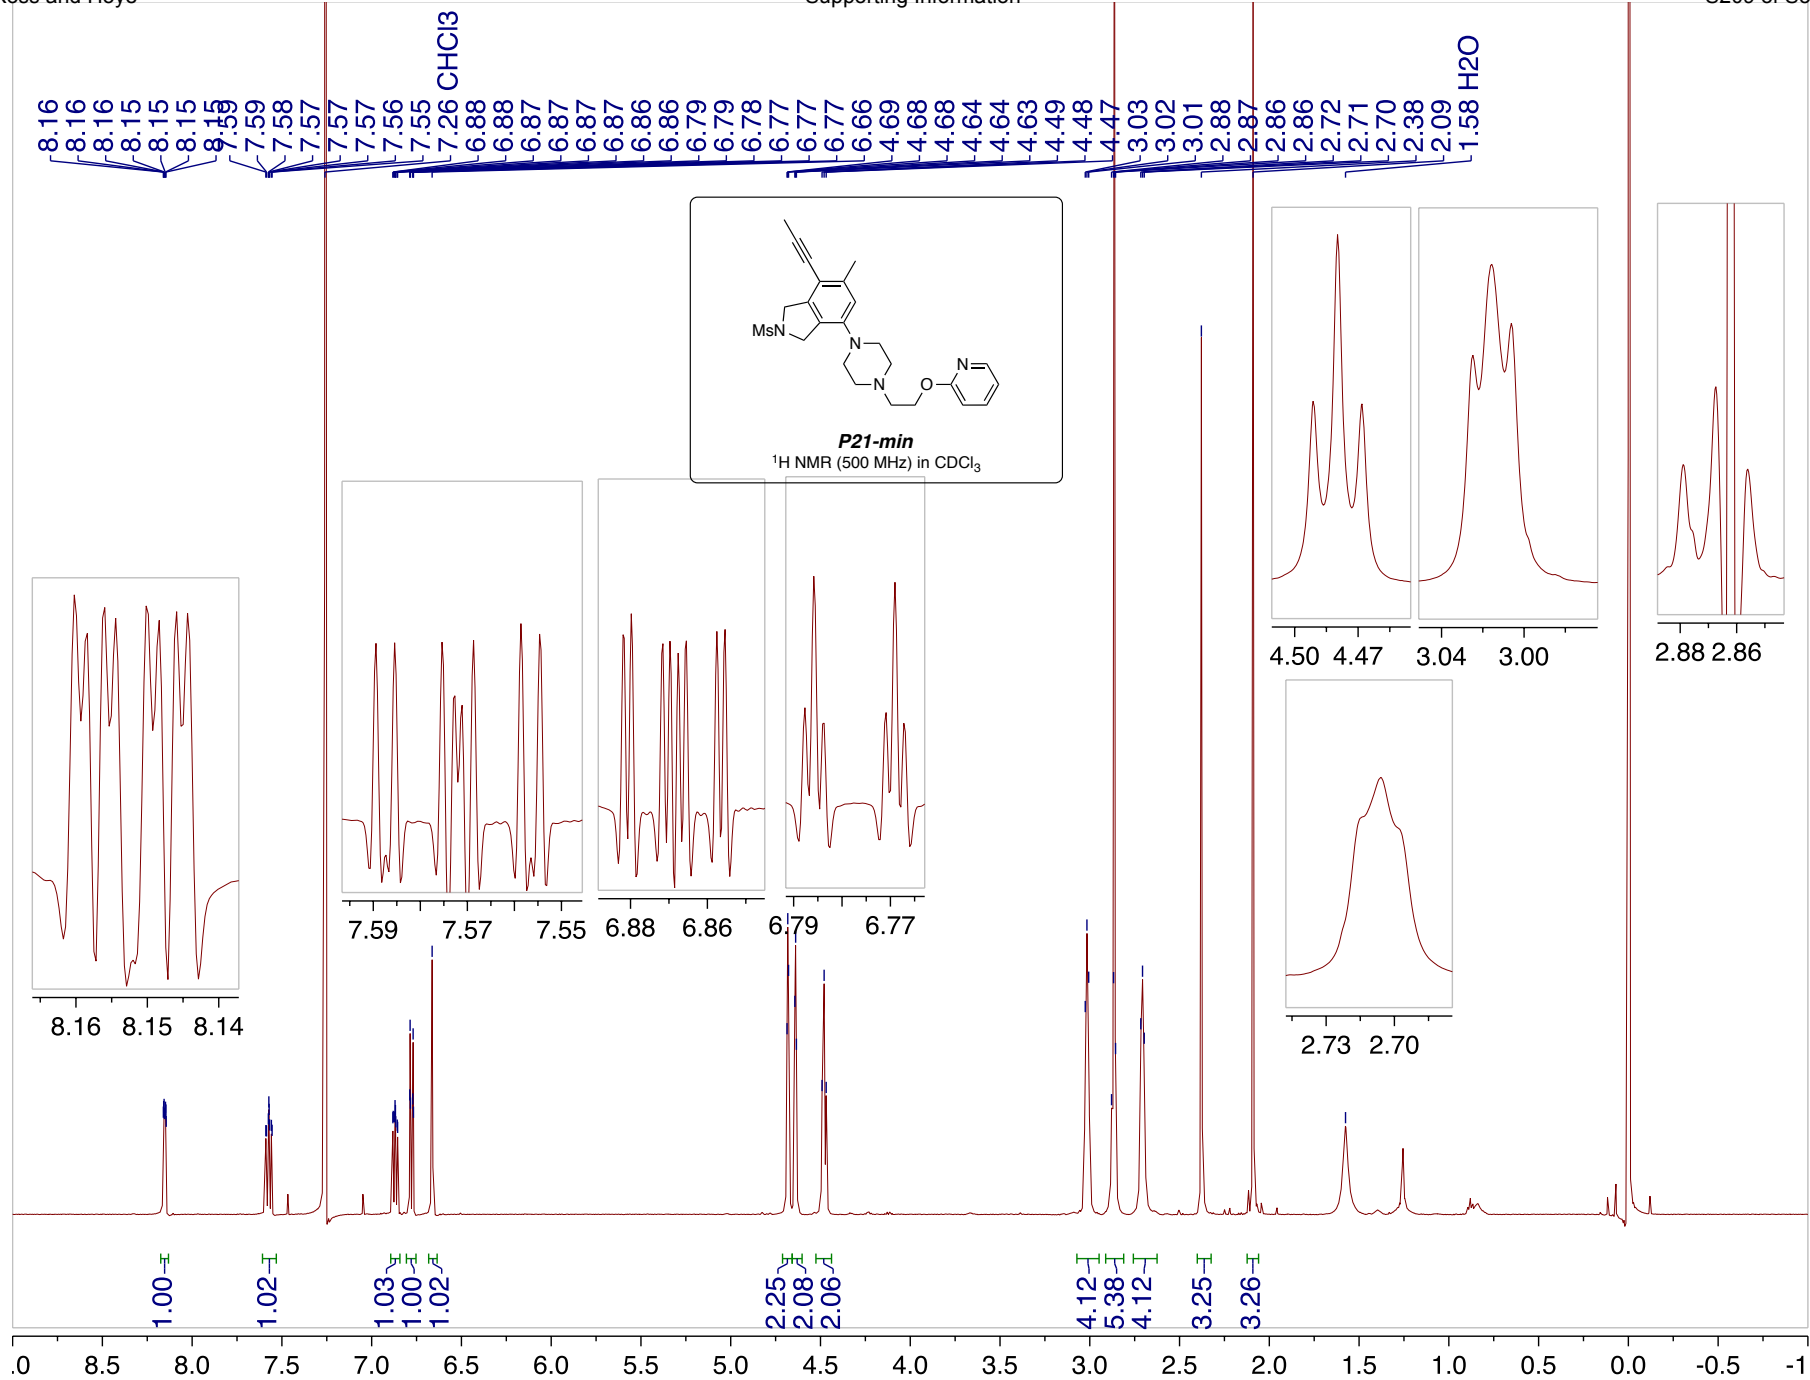 Supporting Information
8.16 8.16 8.16 8.15 8.15 8.15 8.15 7.59 7.59 7.58 7.57 7.57 7.57 7.56 7.55 7.26 CHCl3 6.88 6.88 6.87 6.87 6.87 6.87 6.86 6.86 6.79 6.79 6.78 6.77 6.77 6.77 6.66 4.69 4.68 4.68 4.64 4.64 4.63 4.49 4.48 4.47 3.03 3.02 3.01 2.88 2.87 2.86 2.86 2.72 2.71 2.70 2.38 2.09 1.58 H2O
MsN
N
N
O
N
P21-min
¹H NMR (500 MHz) in CDCl₃
4.50 4.47
3.04 3.00
2.88 2.86
7.59 7.57 7.55
6.88 6.86
6.79 6.77
8.16 8.15 8.14
2.73 2.70
1.00 1.02 1.03 1.00 1.02 2.25 2.08 2.06 4.12 5.38 4.12 3.25 3.26
.0 8.5 8.0 7.5 7.0 6.5 6.0 5.5 5.0 4.5 4.0 3.5 3.0 2.5 2.0 1.5 1.0 0.5 0.0 -0.5 -1